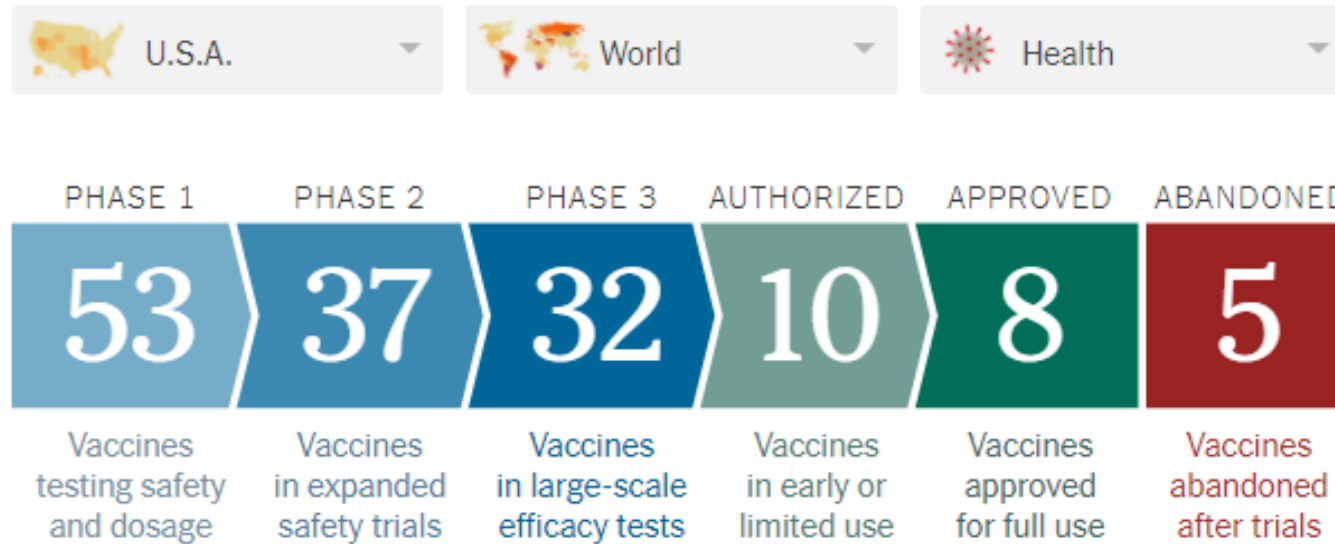 U.S.A.
World
Health
PHASE 1
PHASE 2
PHASE 3
AUTHORIZED
APPROVED
ABANDONED
53
37
32
10
8
5
Vaccines
testing safety
and dosage
Vaccines
in expanded
safety trials
Vaccines
in large-scale
efficacy tests
Vaccines
in early or
limited use
Vaccines
approved
for full use
Vaccines
abandoned
after trials